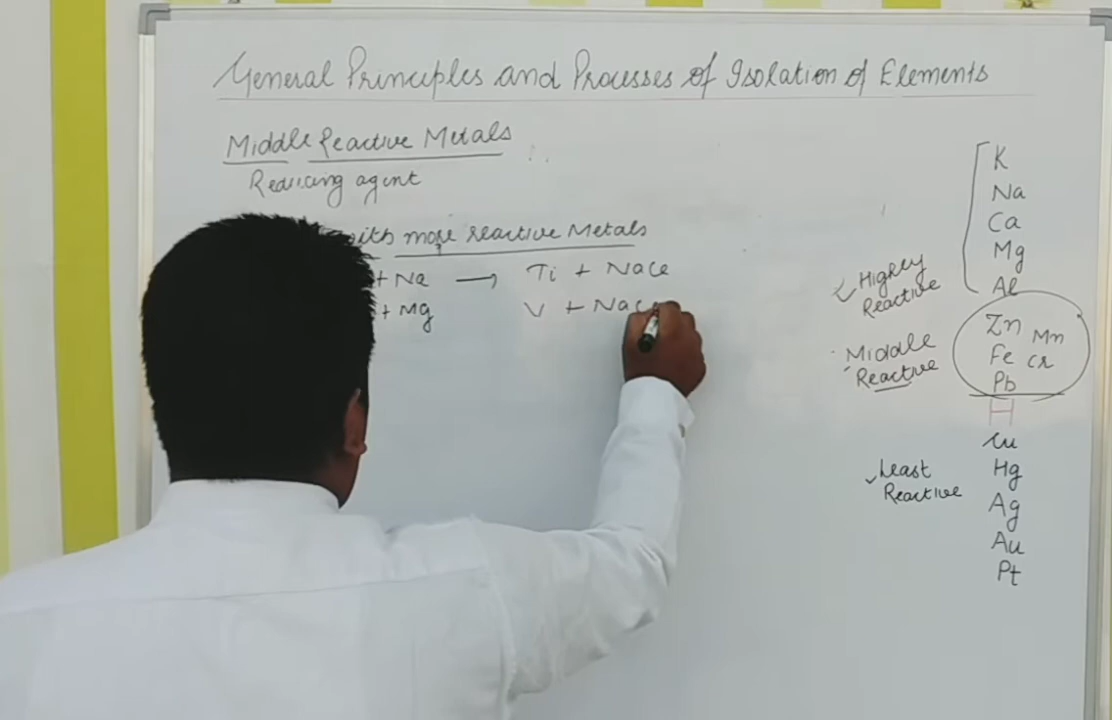 General Principles and Processes of Isolation of Elements
Middle Reactive Metals
Reducing agent
with more reactive Metals
+ Na ⟶ Ti + NaCl
+ Mg V + NaCl
K
Na
Ca
Mg
Al
Highly
Reactive
Zn Mn
Fe Cr
Pb
Middle
Reactive
H
Cu
Hg
Ag
Au
Pt
Least
Reactive